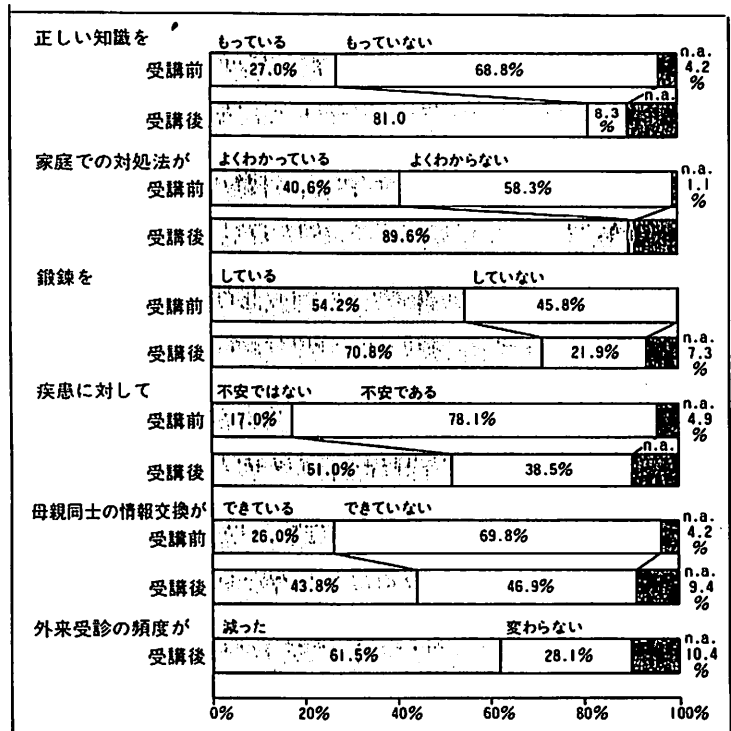 正しい知識を もっている もっていない
受講前 27.0% 68.8% n.a. 4.2 %
受講後 81.0 8.3 % n.a.
家庭での対処法が よくわかっている よくわからない
受講前 40.6% 58.3% n.a. 1.1 %
受講後 89.6%
鍛錬を している していない
受講前 54.2% 45.8%
受講後 70.8% 21.9% n.a. 7.3 %
疾患に対して 不安ではない 不安である
受講前 17.0% 78.1% n.a. 4.9 %
受講後 51.0% 38.5% n.a.
母親同士の情報交換が できている できていない
受講前 26.0% 69.8% n.a. 4.2 %
受講後 43.8% 46.9% n.a. 9.4 %
外来受診の頻度が 減った 変わらない
受講後 61.5% 28.1% n.a. 10.4 %
0% 20% 40% 60% 80% 100%